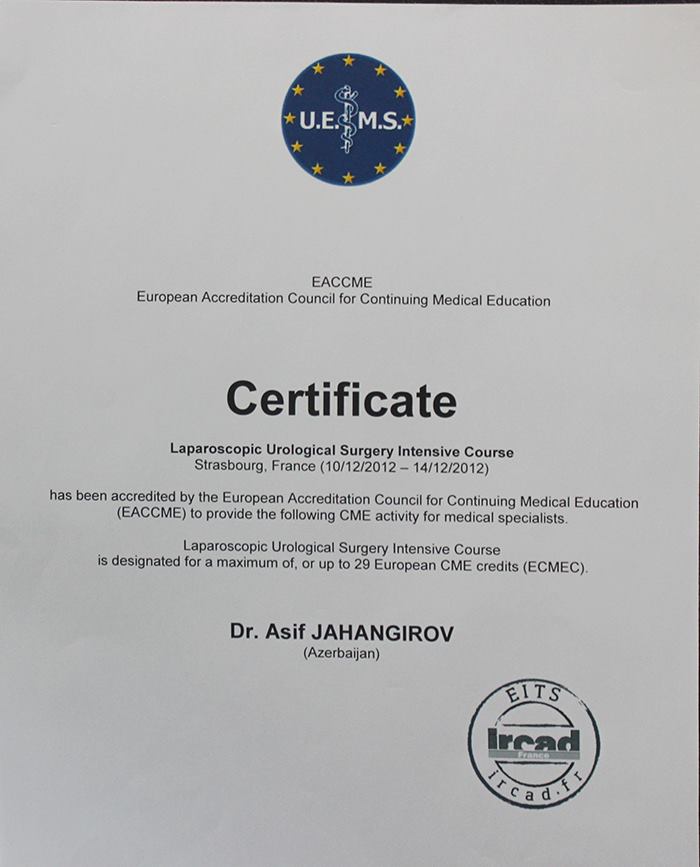 U.E.M.S.
EACCME
European Accreditation Council for Continuing Medical Education
Certificate
Laparoscopic Urological Surgery Intensive Course
Strasbourg, France (10/12/2012 – 14/12/2012)
has been accredited by the European Accreditation Council for Continuing Medical Education
(EACCME) to provide the following CME activity for medical specialists.
Laparoscopic Urological Surgery Intensive Course
is designated for a maximum of, or up to 29 European CME credits (ECMEC).
Dr. Asif JAHANGIROV
(Azerbaijan)
EITS
Ircad
France
ircad.fr